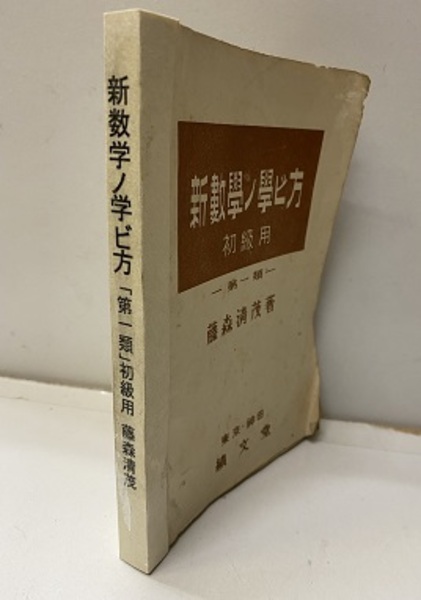 新数学ノ学ビ方「第一類」初級用 藤森清茂
新數學ノ學ビ方
初級用
―第一類―
藤森清茂著
東京・神田
績文堂